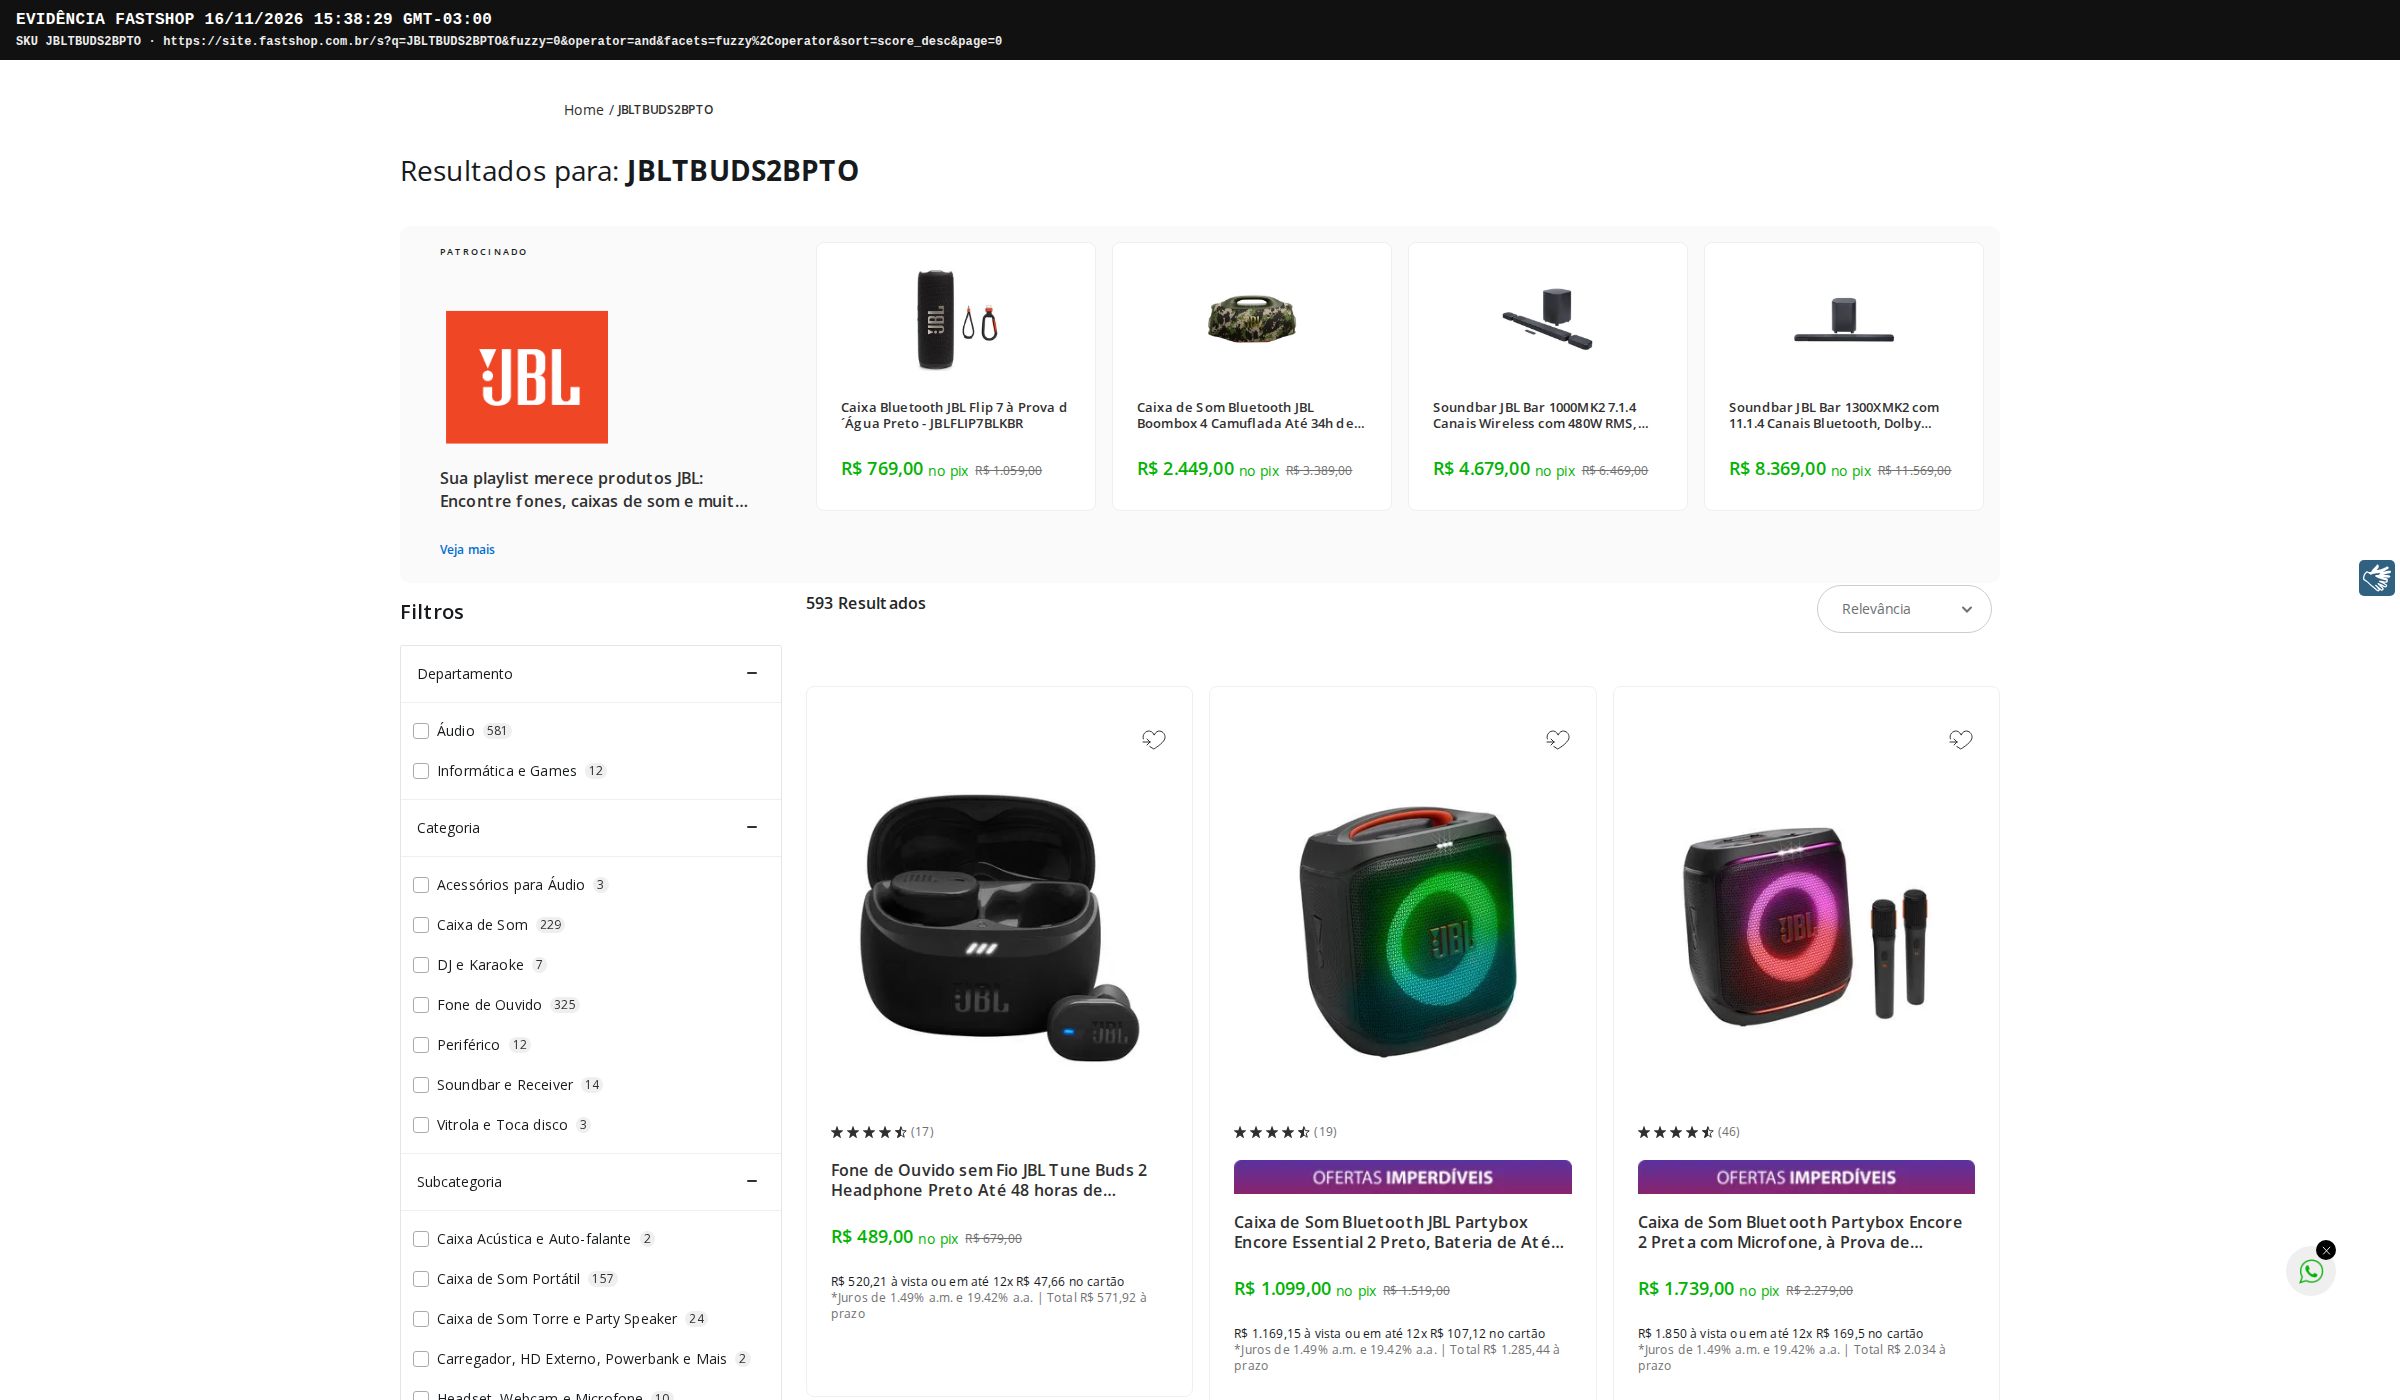 EVIDÊNCIA FASTSHOP 16/11/2026 15:38:29 GMT-03:00
SKU JBLTBUDS2BPTO · https://site.fastshop.com.br/s?q=JBLTBUDS2BPTO&fuzzy=0&operator=and&facets=fuzzy%2Coperator&sort=score_desc&page=0
Home / JBLTBUDS2BPTO
Resultados para: JBLTBUDS2BPTO
PATROCINADO
JBL
Sua playlist merece produtos JBL:
Encontre fones, caixas de som e muit...
Veja mais
JBL
Caixa Bluetooth JBL Flip 7 à Prova d
´Água Preto - JBLFLIP7BLKBR
R$ 769,00 no pix R$ 1.059,00
Caixa de Som Bluetooth JBL
Boombox 4 Camuflada Até 34h de...
R$ 2.449,00 no pix R$ 3.389,00
Soundbar JBL Bar 1000MK2 7.1.4
Canais Wireless com 480W RMS,...
R$ 4.679,00 no pix R$ 6.469,00
Soundbar JBL Bar 1300XMK2 com
11.1.4 Canais Bluetooth, Dolby...
R$ 8.369,00 no pix R$ 11.569,00
Filtros
593 Resultados
Relevância
Departamento
Áudio 581
Informática e Games 12
Categoria
Acessórios para Áudio 3
Caixa de Som 229
DJ e Karaoke 7
Fone de Ouvido 325
Periférico 12
Soundbar e Receiver 14
Vitrola e Toca disco 3
Subcategoria
Caixa Acústica e Auto-falante 2
Caixa de Som Portátil 157
Caixa de Som Torre e Party Speaker 24
Carregador, HD Externo, Powerbank e Mais 2
Headset, Webcam e Microfone 10
JBL
JBL
(17)
Fone de Ouvido sem Fio JBL Tune Buds 2
Headphone Preto Até 48 horas de...
R$ 489,00 no pix R$ 679,00
R$ 520,21 à vista ou em até 12x R$ 47,66 no cartão
*Juros de 1.49% a.m. e 19.42% a.a. | Total R$ 571,92 à
prazo
JBL
(19)
OFERTAS IMPERDÍVEIS
Caixa de Som Bluetooth JBL Partybox
Encore Essential 2 Preto, Bateria de Até...
R$ 1.099,00 no pix R$ 1.519,00
R$ 1.169,15 à vista ou em até 12x R$ 107,12 no cartão
*Juros de 1.49% a.m. e 19.42% a.a. | Total R$ 1.285,44 à
prazo
JBL
(46)
OFERTAS IMPERDÍVEIS
Caixa de Som Bluetooth Partybox Encore
2 Preta com Microfone, à Prova de...
R$ 1.739,00 no pix R$ 2.279,00
R$ 1.850 à vista ou em até 12x R$ 169,5 no cartão
*Juros de 1.49% a.m. e 19.42% a.a. | Total R$ 2.034 à
prazo